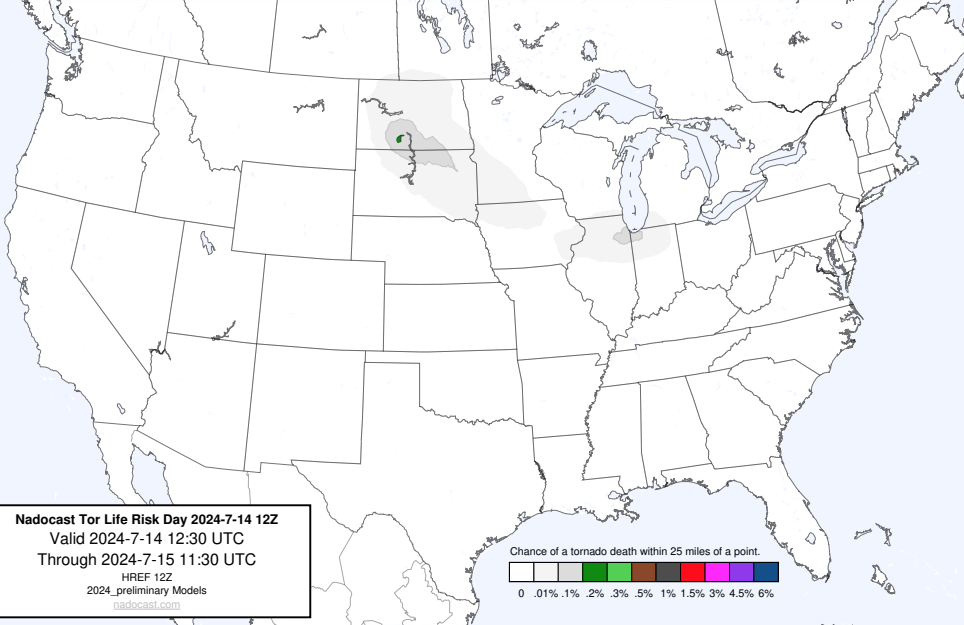 Nadocast Tor Life Risk Day 2024-7-14 12Z
Valid 2024-7-14 12:30 UTC
Through 2024-7-15 11:30 UTC
HREF 12Z
2024_preliminary Models
nadocast.com
Chance of a tornado death within 25 miles of a point.
0 .01% .1% .2% .3% .5% 1% 1.5% 3% 4.5% 6%